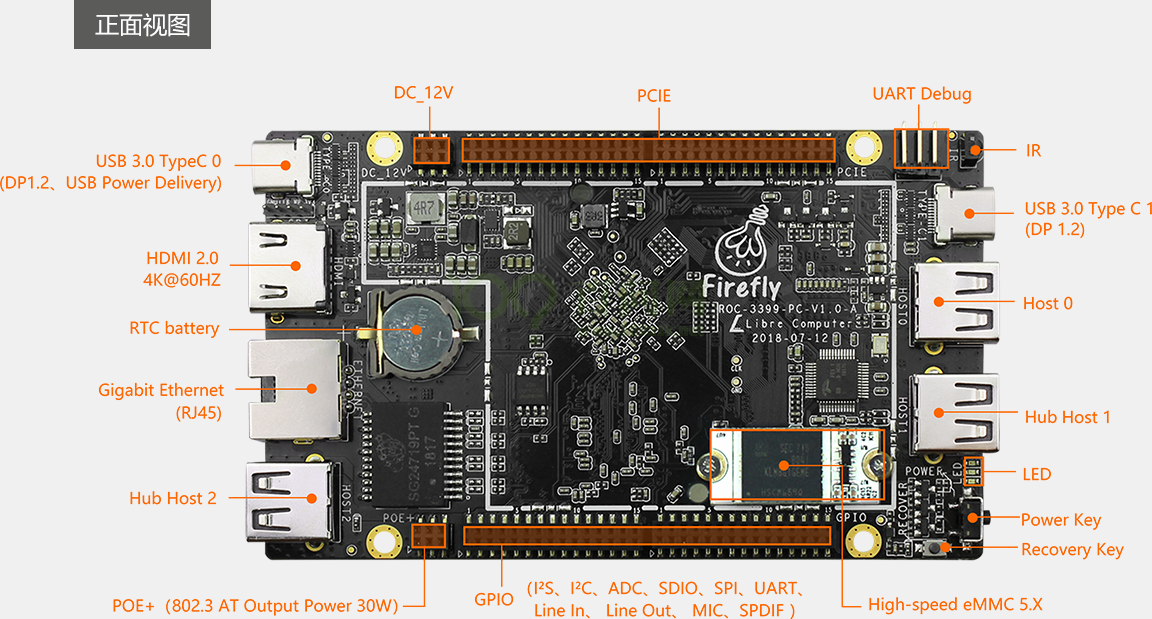 正面视图
DC_12V
PCIE
UART Debug
USB 3.0 TypeC 0
(DP1.2、USB Power Delivery)
IR
DC_12V
PCIE
USB 3.0 Type C 1
(DP 1.2)
4R7
HDMI 2.0
4K@60HZ
HDMI
Firefly
ROC-3399-PC-V1.0-A
Libre Computer
2018-07-12
HOST0
Host 0
RTC battery
CLK
GND
Gigabit Ethernet
(RJ45)
ETHERNET
SG24719PT G
1817
HOST1
Hub Host 1
Hub Host 2
HOST2
POWER
LED
LED
RECOVER
POE+
GPIO
Power Key
Recovery Key
POE+（802.3 AT Output Power 30W)
GPIO
(I²S、I²C、ADC、SDIO、SPI、UART、
Line In、 Line Out、 MIC、SPDIF )
High-speed eMMC 5.X